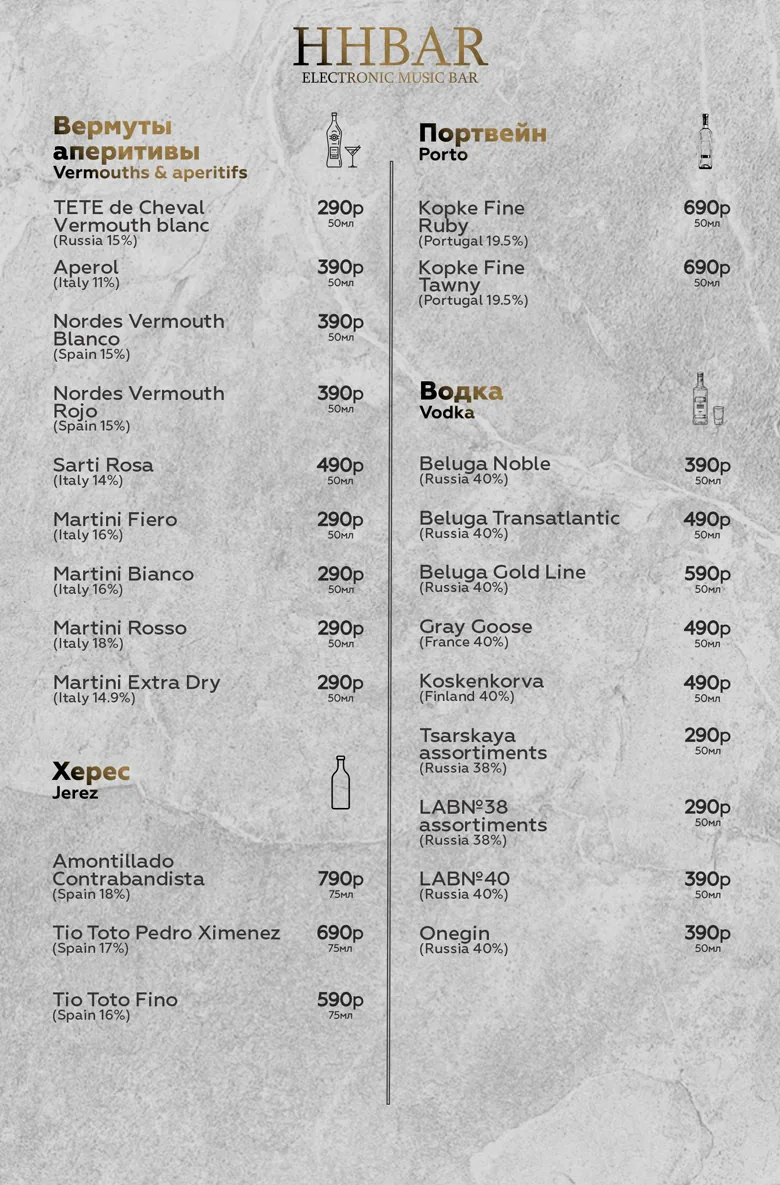 HHBAR
ELECTRONIC MUSIC BAR
Вермуты
аперитивы
Vermouths & aperitifs
TETE de Cheval 290р
Vermouth blanc 50мл
(Russia 15%)
Aperol 390р
(Italy 11%) 50мл
Nordes Vermouth 390р
Blanco 50мл
(Spain 15%)
Nordes Vermouth 390р
Rojo 50мл
(Spain 15%)
Sarti Rosa 490р
(Italy 14%) 50мл
Martini Fiero 290р
(Italy 16%) 50мл
Martini Bianco 290р
(Italy 16%) 50мл
Martini Rosso 290р
(Italy 18%) 50мл
Martini Extra Dry 290р
(Italy 14.9%) 50мл
Херес
Jerez
Amontillado
Contrabandista 790р
(Spain 18%) 75мл
Tio Toto Pedro Ximenez 690р
(Spain 17%) 75мл
Tio Toto Fino 590р
(Spain 16%) 75мл
Портвейн
Porto
Kopke Fine 690р
Ruby 50мл
(Portugal 19.5%)
Kopke Fine 690р
Tawny 50мл
(Portugal 19.5%)
Водка
Vodka
Beluga Noble 390р
(Russia 40%) 50мл
Beluga Transatlantic 490р
(Russia 40%) 50мл
Beluga Gold Line 590р
(Russia 40%) 50мл
Gray Goose 490р
(France 40%) 50мл
Koskenkorva 490р
(Finland 40%) 50мл
Tsarskaya 290р
assortiments 50мл
(Russia 38%)
LAB№38 290р
assortiments 50мл
(Russia 38%)
LAB№40 390р
(Russia 40%) 50мл
Onegin 390р
(Russia 40%) 50мл